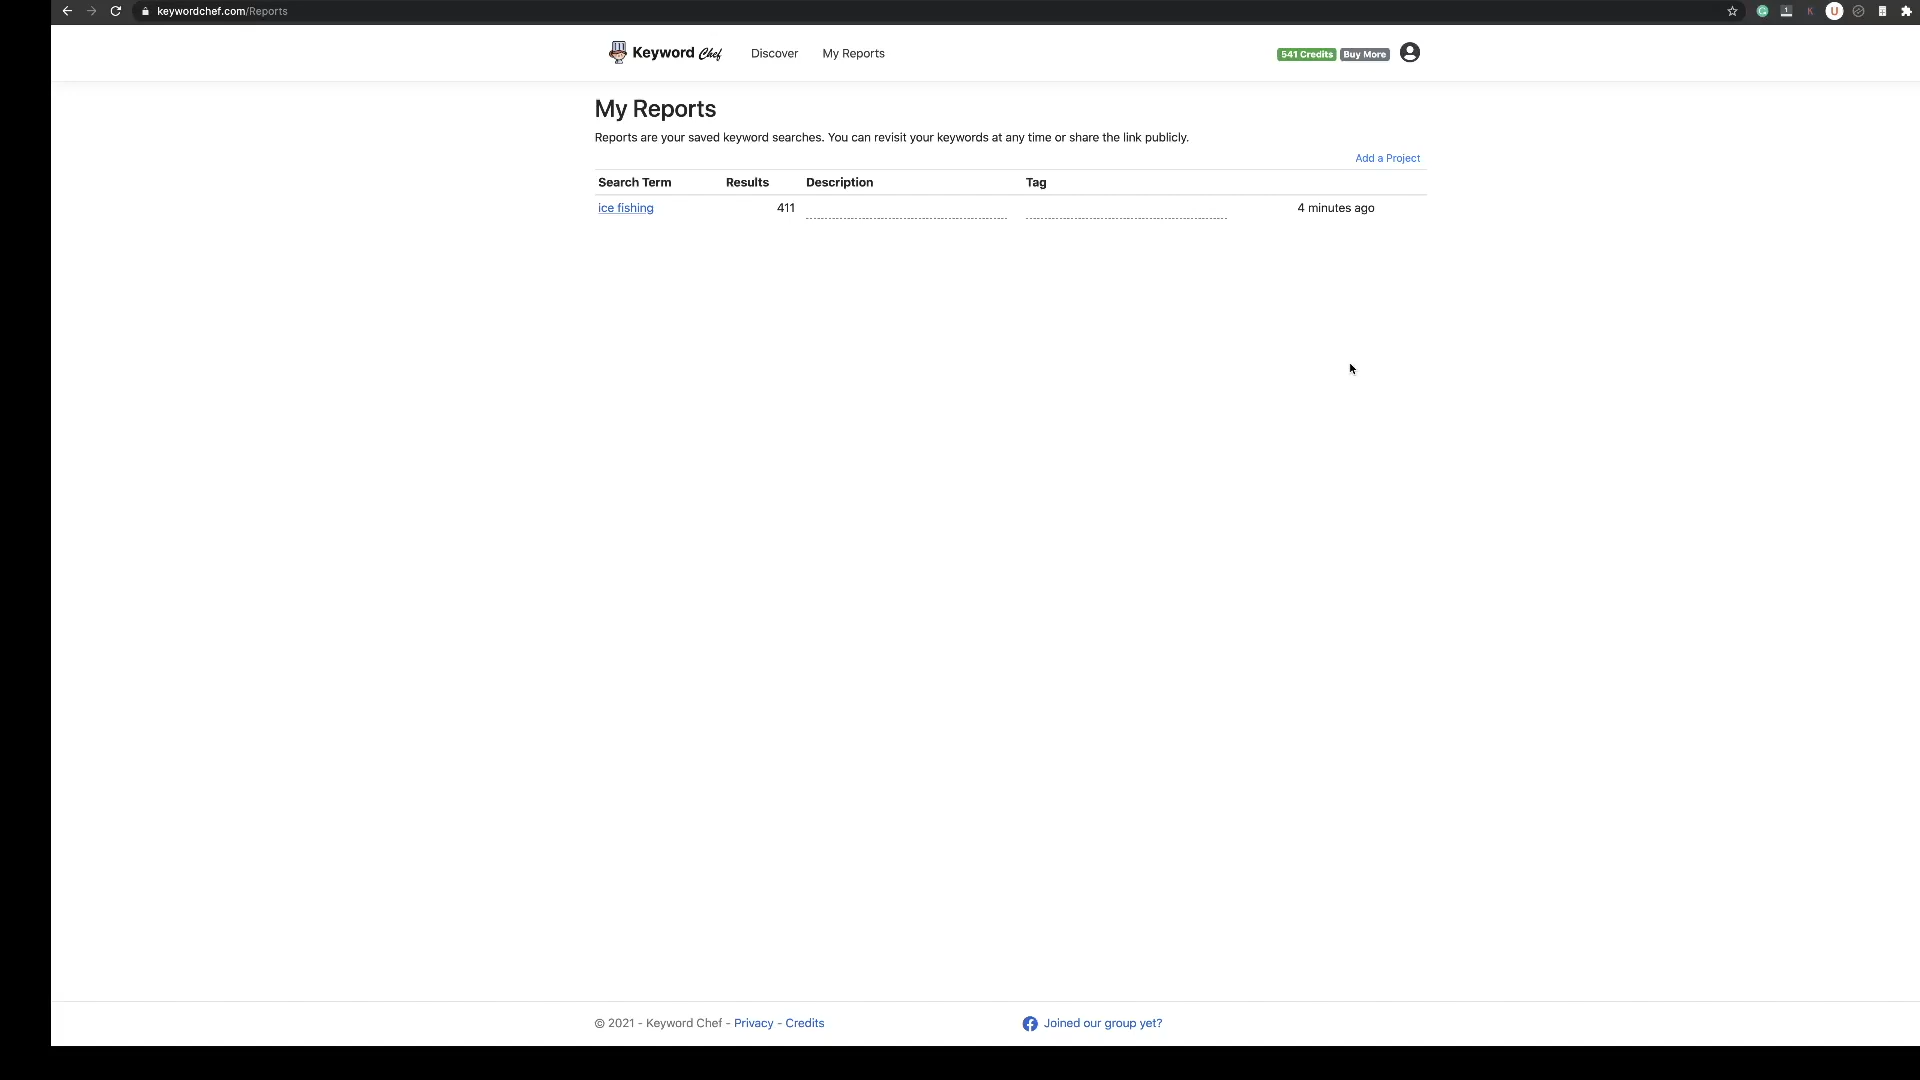 keywordchef.com/Reports
Keyword Chef
Discover
My Reports
541 Credits
Buy More
My Reports
Reports are your saved keyword searches. You can revisit your keywords at any time or share the link publicly.
Add a Project
Search Term
Results
Description
Tag
ice fishing
411
4 minutes ago
© 2021 - Keyword Chef - Privacy - Credits
Joined our group yet?